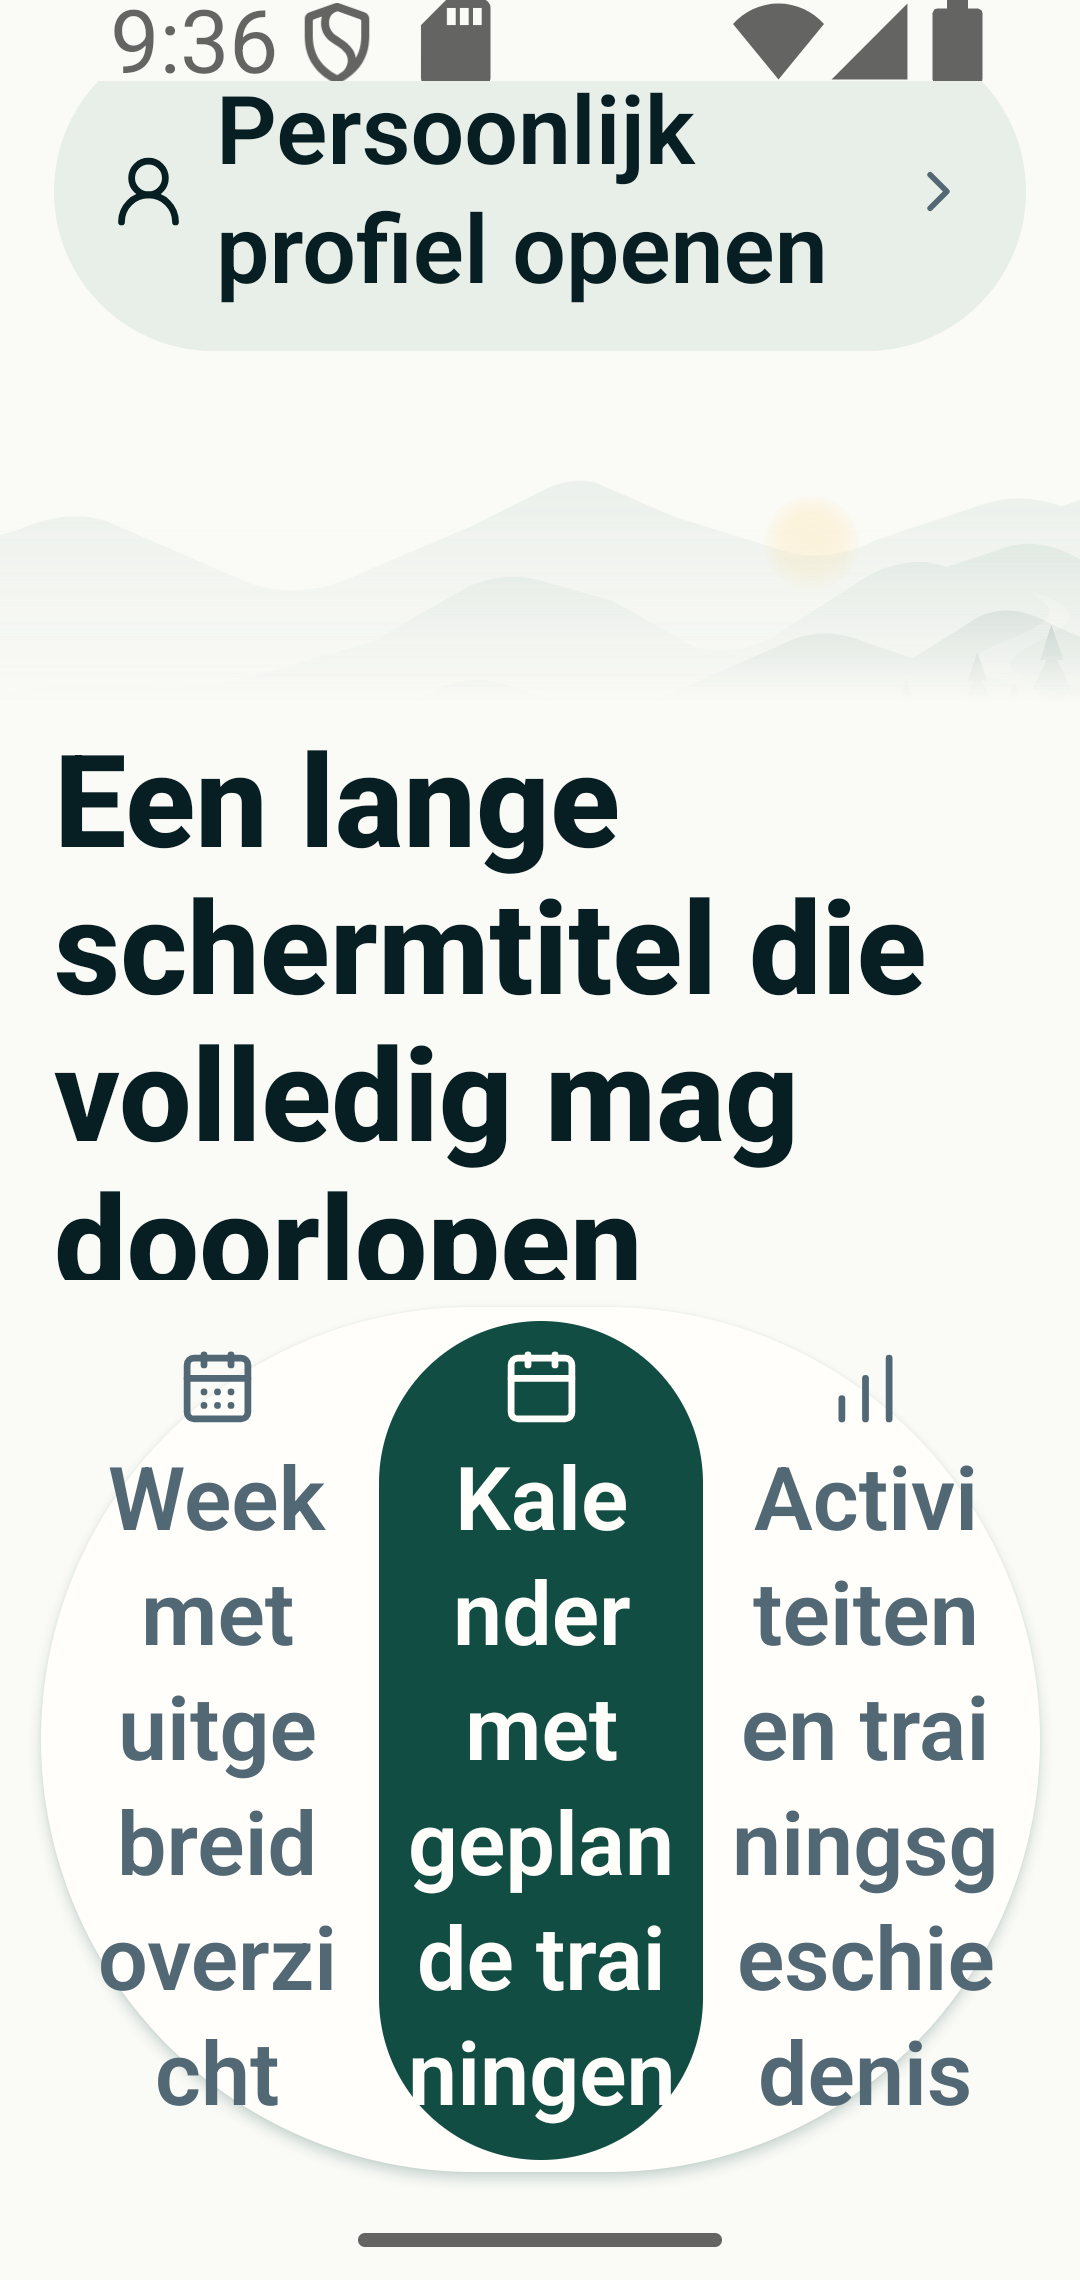 9:36
Persoonlijk
profiel openen
Een lange
schermtitel die
volledig mag
doorlopen
Week
met
uitge
breid
overzi
cht
Kale
nder
met
geplan
de trai
ningen
Activi
teiten
en trai
ningsg
eschie
denis